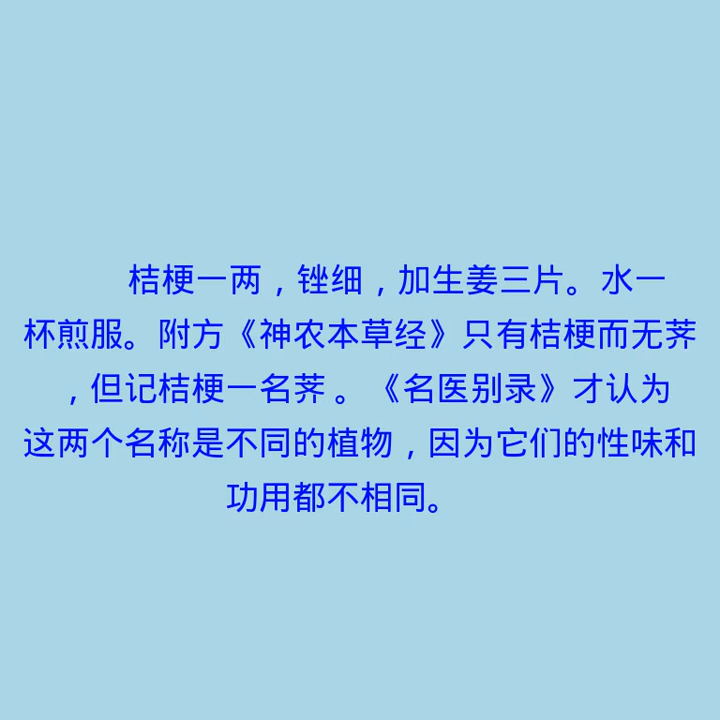 桔梗一两，锉细，加生姜三片。水一
杯煎服。附方《神农本草经》只有桔梗而无荠
，但记桔梗一名荠 。《名医别录》才认为
这两个名称是不同的植物，因为它们的性味和
功用都不相同。